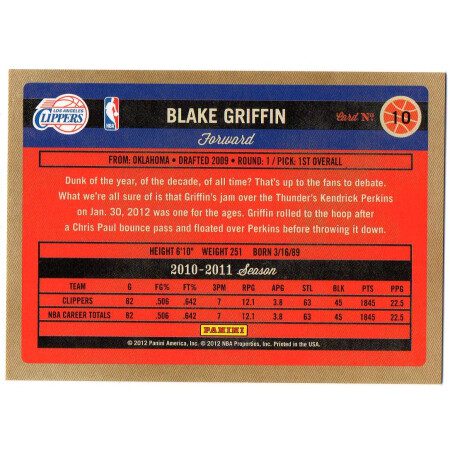 LOS ANGELES
CLIPPERS
NBA
BLAKE GRIFFIN
Card Nº 10
Forward
FROM: OKLAHOMA • DRAFTED 2009 • ROUND: 1 / PICK: 1ST OVERALL
Dunk of the year, of the decade, of all time? That's up to the fans to debate.
What we're all sure of is that Griffin's jam over the Thunder's Kendrick Perkins
on Jan. 30, 2012 was one for the ages. Griffin rolled to the hoop after
a Chris Paul bounce pass and floated over Perkins before throwing it down.
HEIGHT 6'10" WEIGHT 251 BORN 3/16/89
2010-2011 Season
TEAM G FG% FT% 3PM RPG APG STL BLK PTS PPG
CLIPPERS 82 .506 .642 7 12.1 3.8 63 45 1845 22.5
NBA CAREER TOTALS 82 .506 .642 7 12.1 3.8 63 45 1845 22.5
PANINI
© 2012 Panini America, Inc. © 2012 NBA Properties, Inc. Printed in the USA.